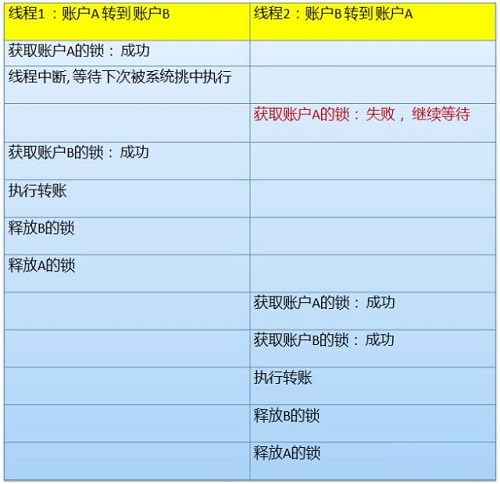 线程1：账户A 转到 账户B
线程2：账户B 转到 账户A
获取账户A的锁：成功
线程中断, 等待下次被系统挑中执行
获取账户A的锁：失败，继续等待
获取账户B的锁：成功
执行转账
释放B的锁
释放A的锁
获取账户A的锁：成功
获取账户B的锁：成功
执行转账
释放B的锁
释放A的锁